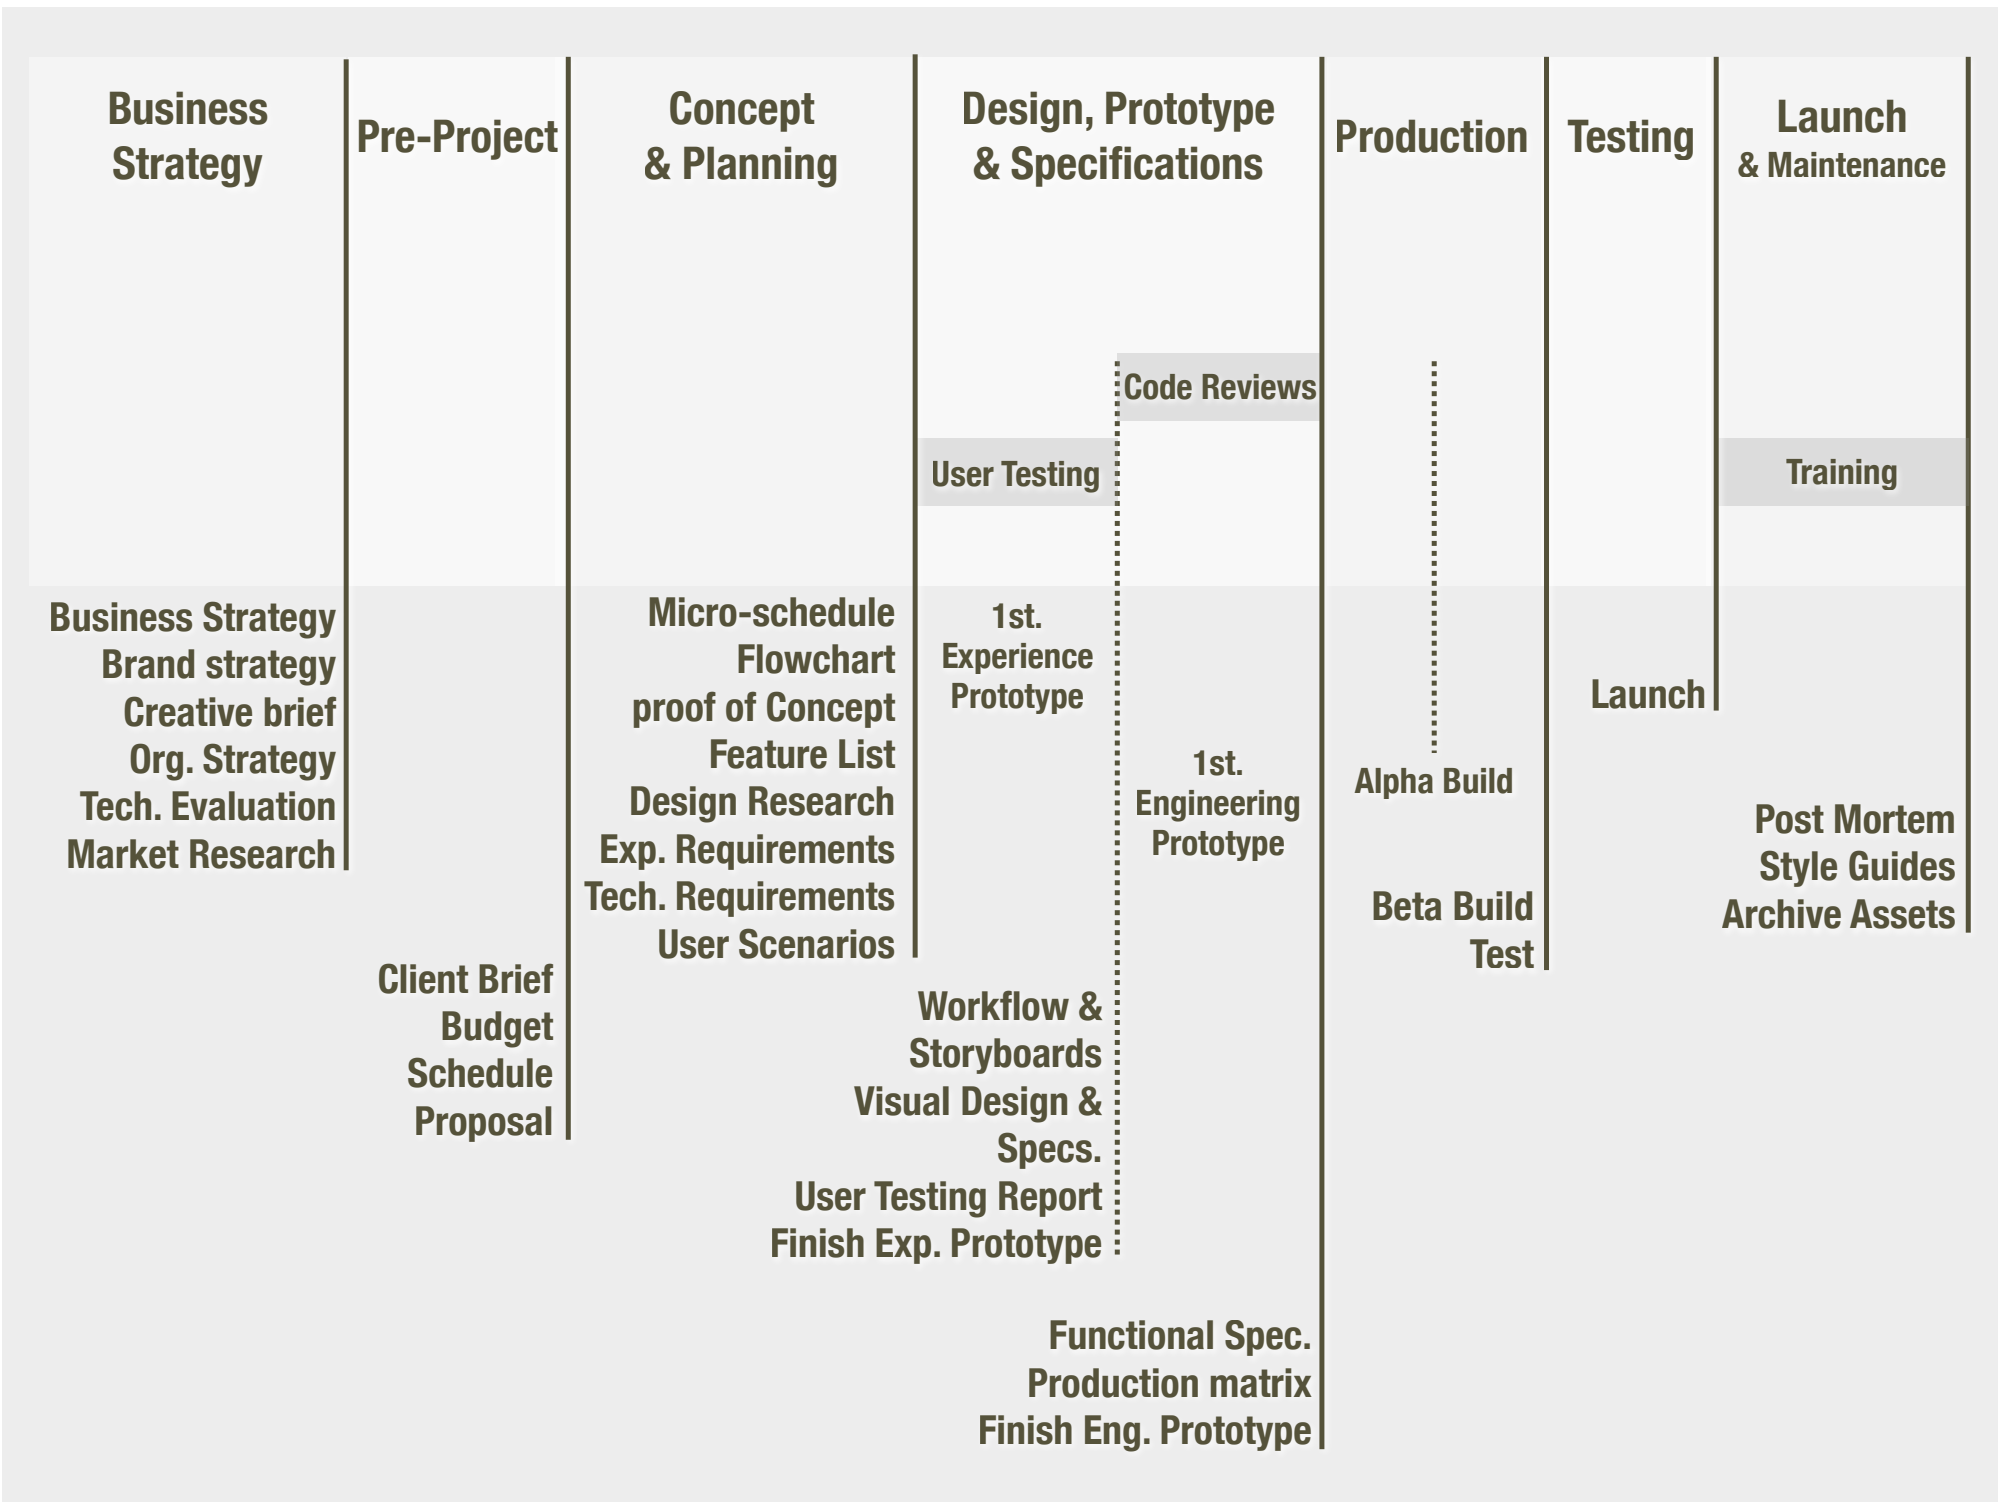 Business
Strategy
Pre-Project
Concept
& Planning
Design, Prototype
& Specifications
Production
Testing
Launch
& Maintenance
Code Reviews
User Testing
Training
Business Strategy
Brand strategy
Creative brief
Org. Strategy
Tech. Evaluation
Market Research
Client Brief
Budget
Schedule
Proposal
Micro-schedule
Flowchart
proof of Concept
Feature List
Design Research
Exp. Requirements
Tech. Requirements
User Scenarios
1st.
Experience
Prototype
Workflow &
Storyboards
Visual Design &
Specs.
User Testing Report
Finish Exp. Prototype
1st.
Engineering
Prototype
Functional Spec.
Production matrix
Finish Eng. Prototype
Alpha Build
Beta Build
Test
Launch
Post Mortem
Style Guides
Archive Assets